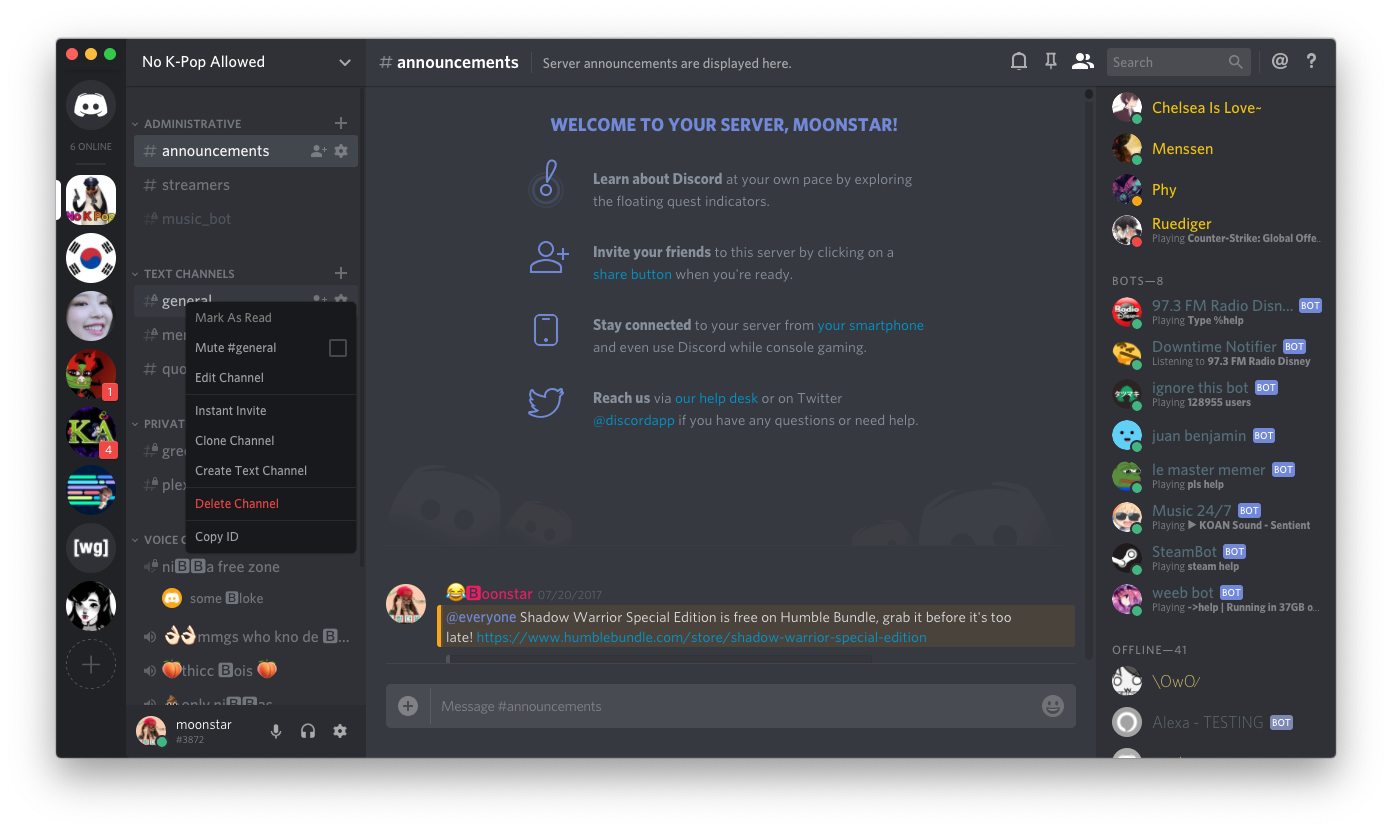 No K-Pop Allowed
# announcements
Server announcements are displayed here.
Search
@
?
6 ONLINE
No K Pop
1
KA
4
[wg]
ADMINISTRATIVE
# announcements
# streamers
music_bot
TEXT CHANNELS
general
Mark As Read
Mute #general
Edit Channel
Instant Invite
Clone Channel
Create Text Channel
Delete Channel
Copy ID
VOICE
ni🅱🅱a free zone
some 🅱loke
👌🏻👌🏻mmgs who kno de 🅱...
🍑thicc 🅱ois 🍑
moonstar
#3872
WELCOME TO YOUR SERVER, MOONSTAR!
Learn about Discord at your own pace by exploring
the floating quest indicators.
Invite your friends to this server by clicking on a
share button when you're ready.
Stay connected to your server from your smartphone
and even use Discord while console gaming.
Reach us via our help desk or on Twitter
@discordapp if you have any questions or need help.
😂🅱oonstar 07/20/2017
@everyone Shadow Warrior Special Edition is free on Humble Bundle, grab it before it's too
late! https://www.humblebundle.com/store/shadow-warrior-special-edition
Message #announcements
Chelsea Is Love~
Menssen
Phy
Ruediger
Playing Counter-Strike: Global Offe..
BOTS—8
97.3 FM Radio Disn... BOT
Playing Type %help
Downtime Notifier BOT
Listening to 97.3 FM Radio Disney
ignore this bot BOT
Playing 128955 users
juan benjamin BOT
le master memer BOT
Playing pls help
Music 24/7 BOT
Playing ▶ KOAN Sound - Sentient
SteamBot BOT
Playing steam help
weeb bot BOT
Playing ->help | Running in 37GB o...
OFFLINE—41
\OwO/
Alexa - TESTING BOT